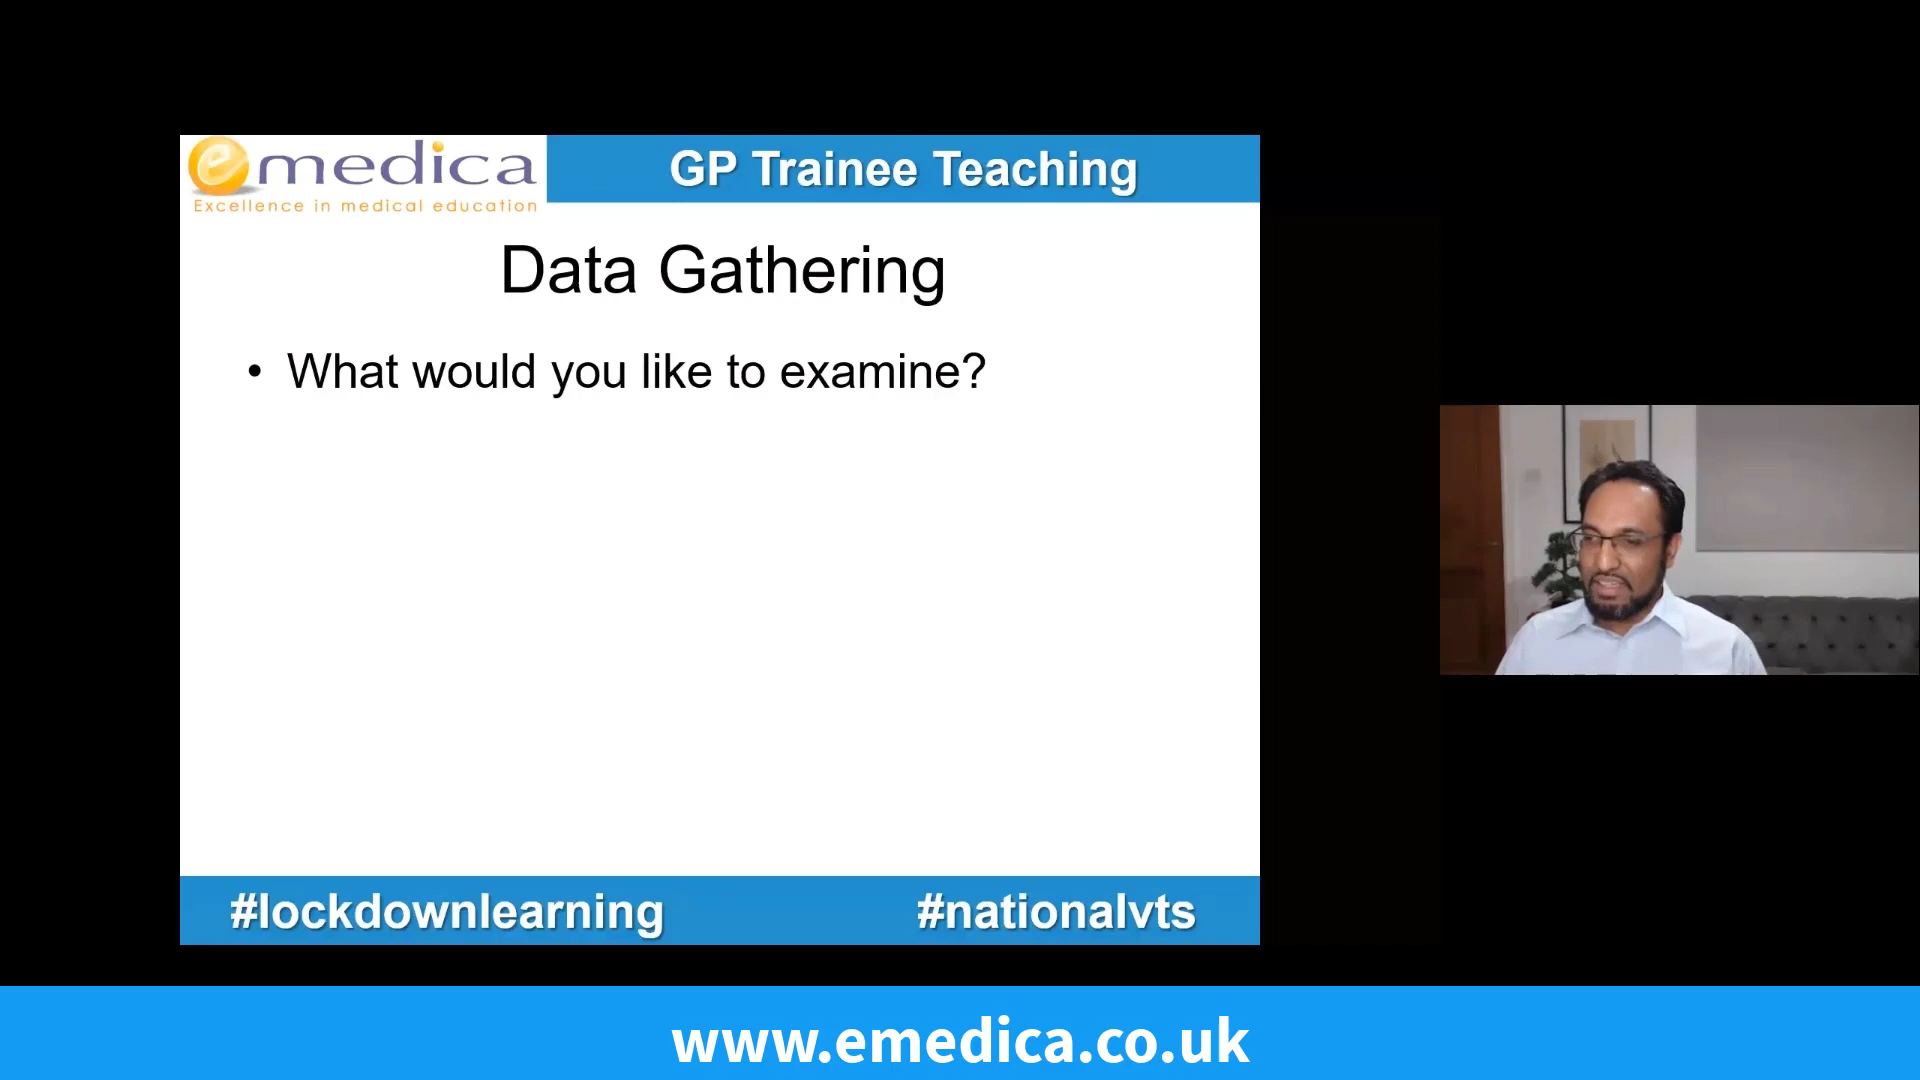 emedica
Excellence in medical education
GP Trainee Teaching
Data Gathering
• What would you like to examine?
#lockdownlearning
#nationalvts
www.emedica.co.uk